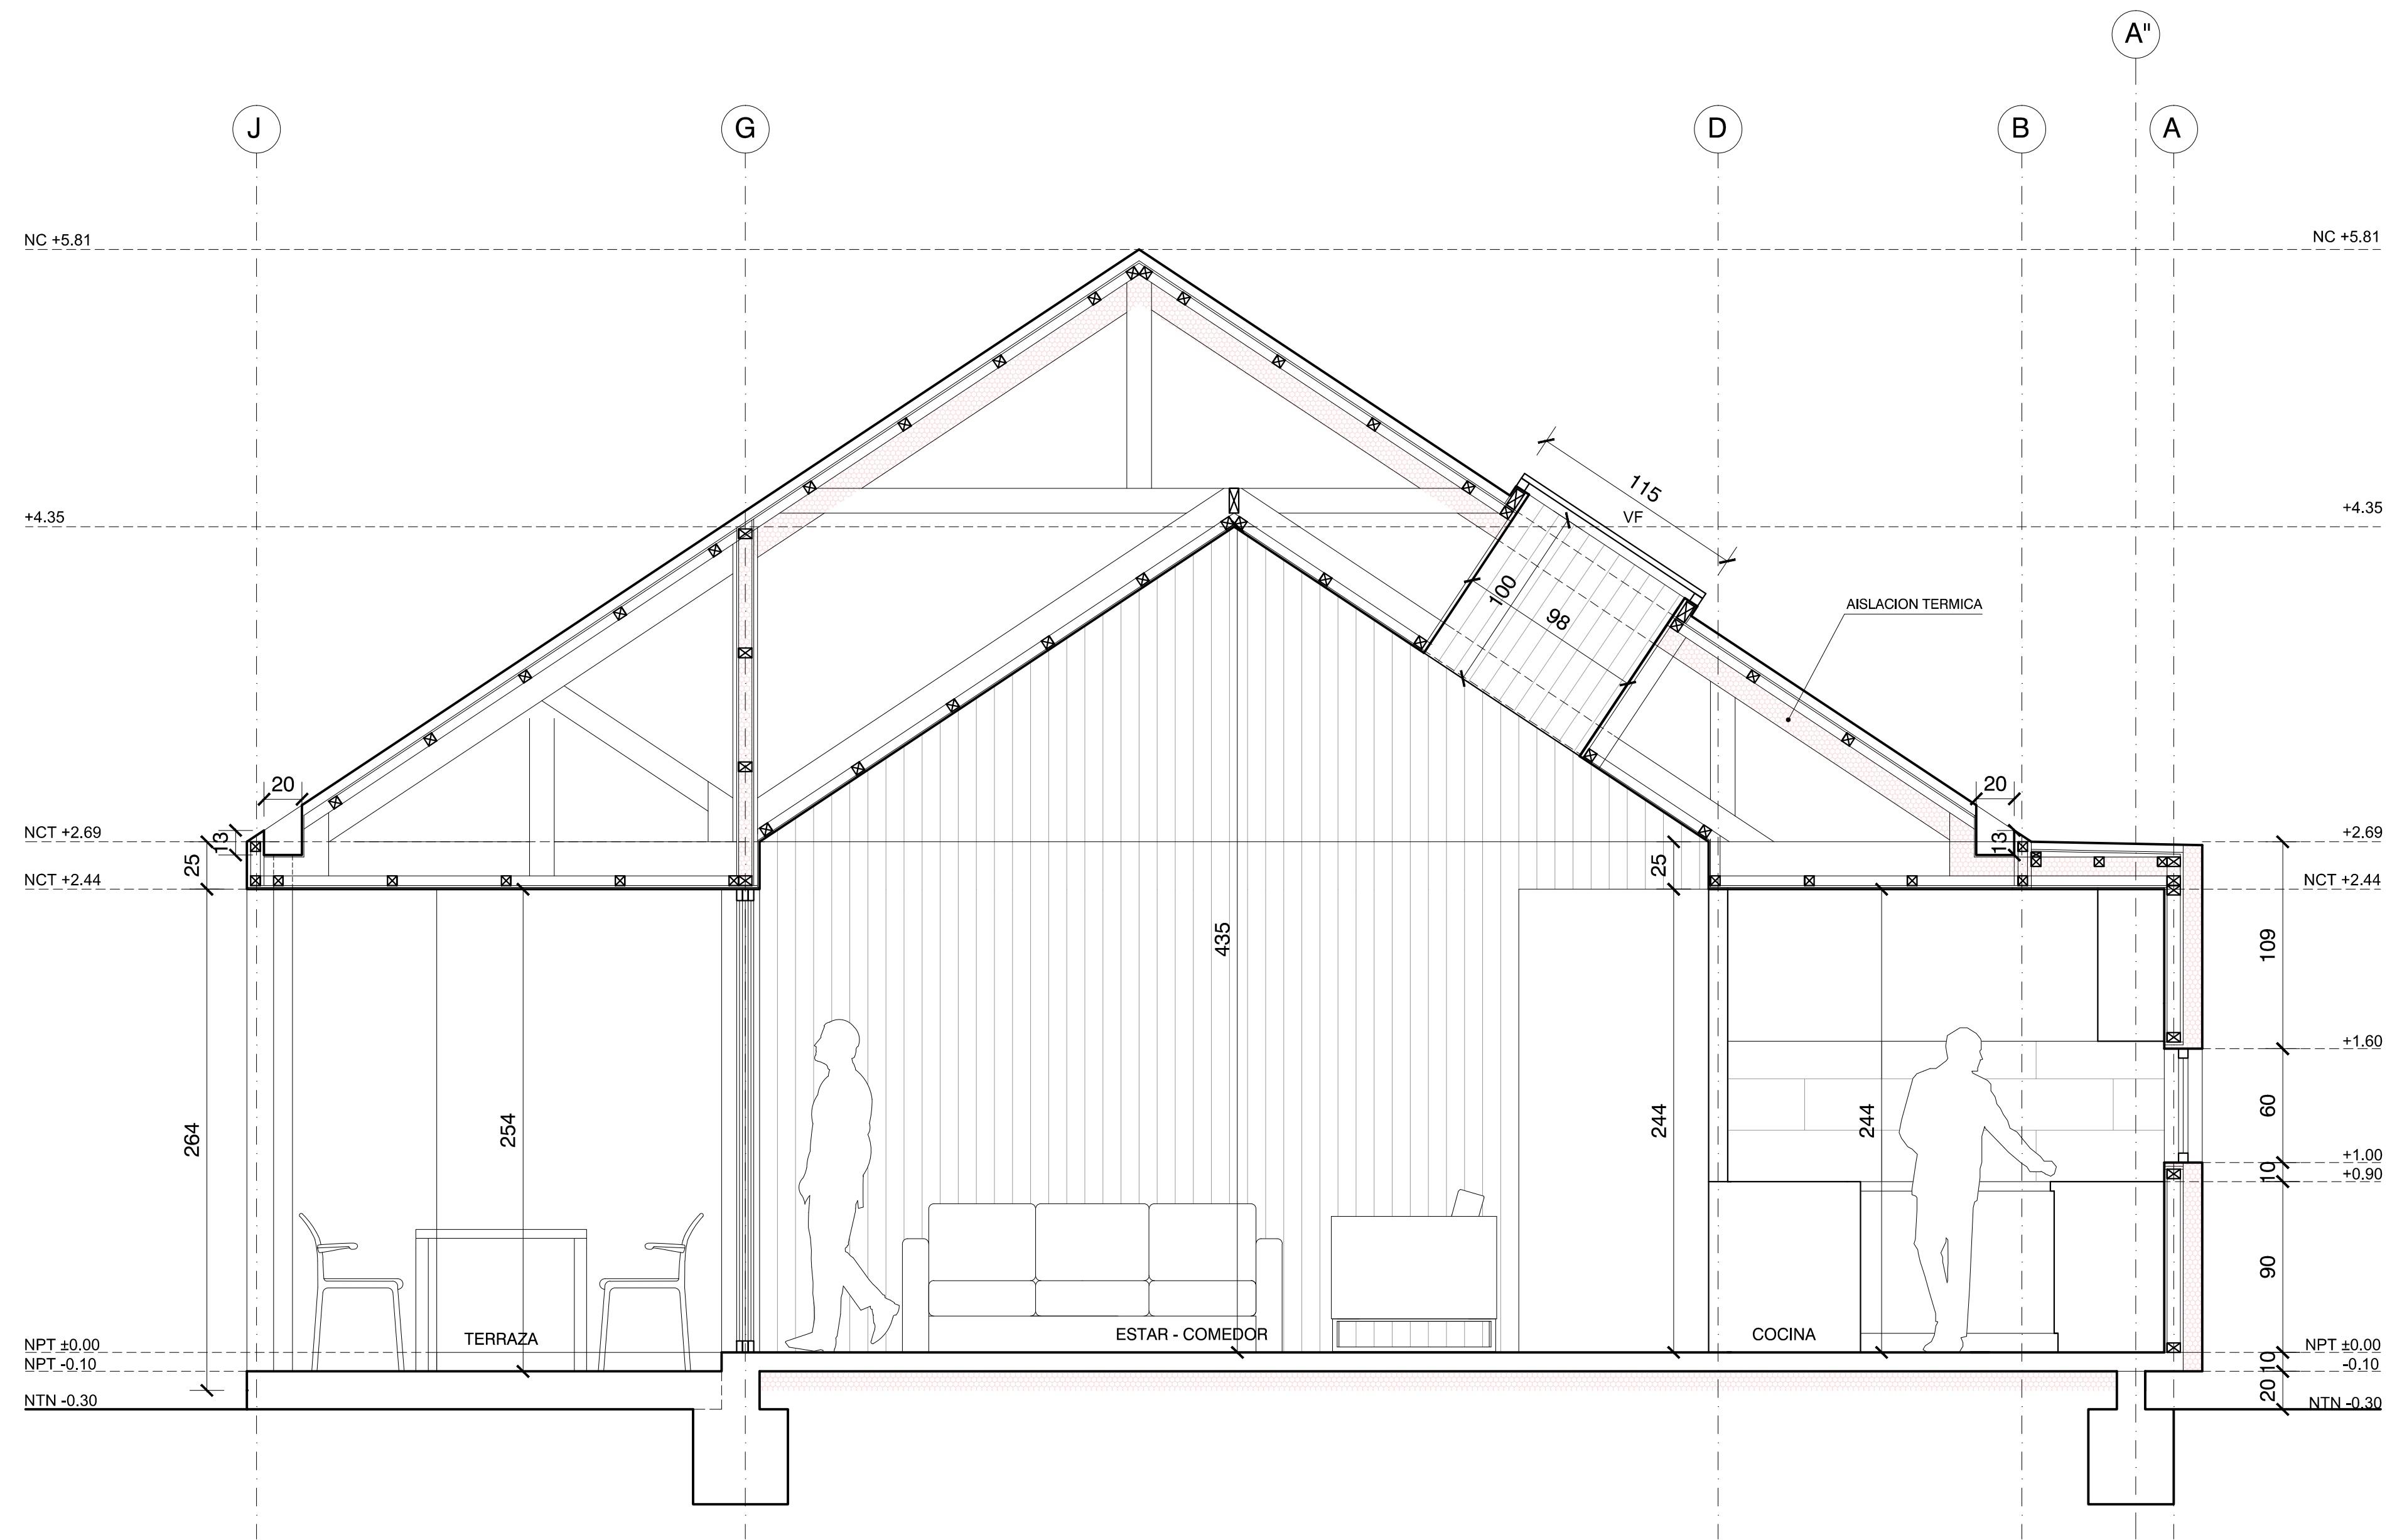 A"
J
G
D
B
A
NC +5.81
NC +5.81
115
VF
+4.35
+4.35
100
98
AISLACION TERMICA
20
20
13
13
NCT +2.69
+2.69
25
25
NCT +2.44
NCT +2.44
435
109
+1.60
264
254
244
244
60
+1.00
10
+0.90
90
TERRAZA
ESTAR - COMEDOR
COCINA
NPT ±0.00
NPT ±0.00
NPT -0.10
10
-0.10
20
NTN -0.30
NTN -0.30